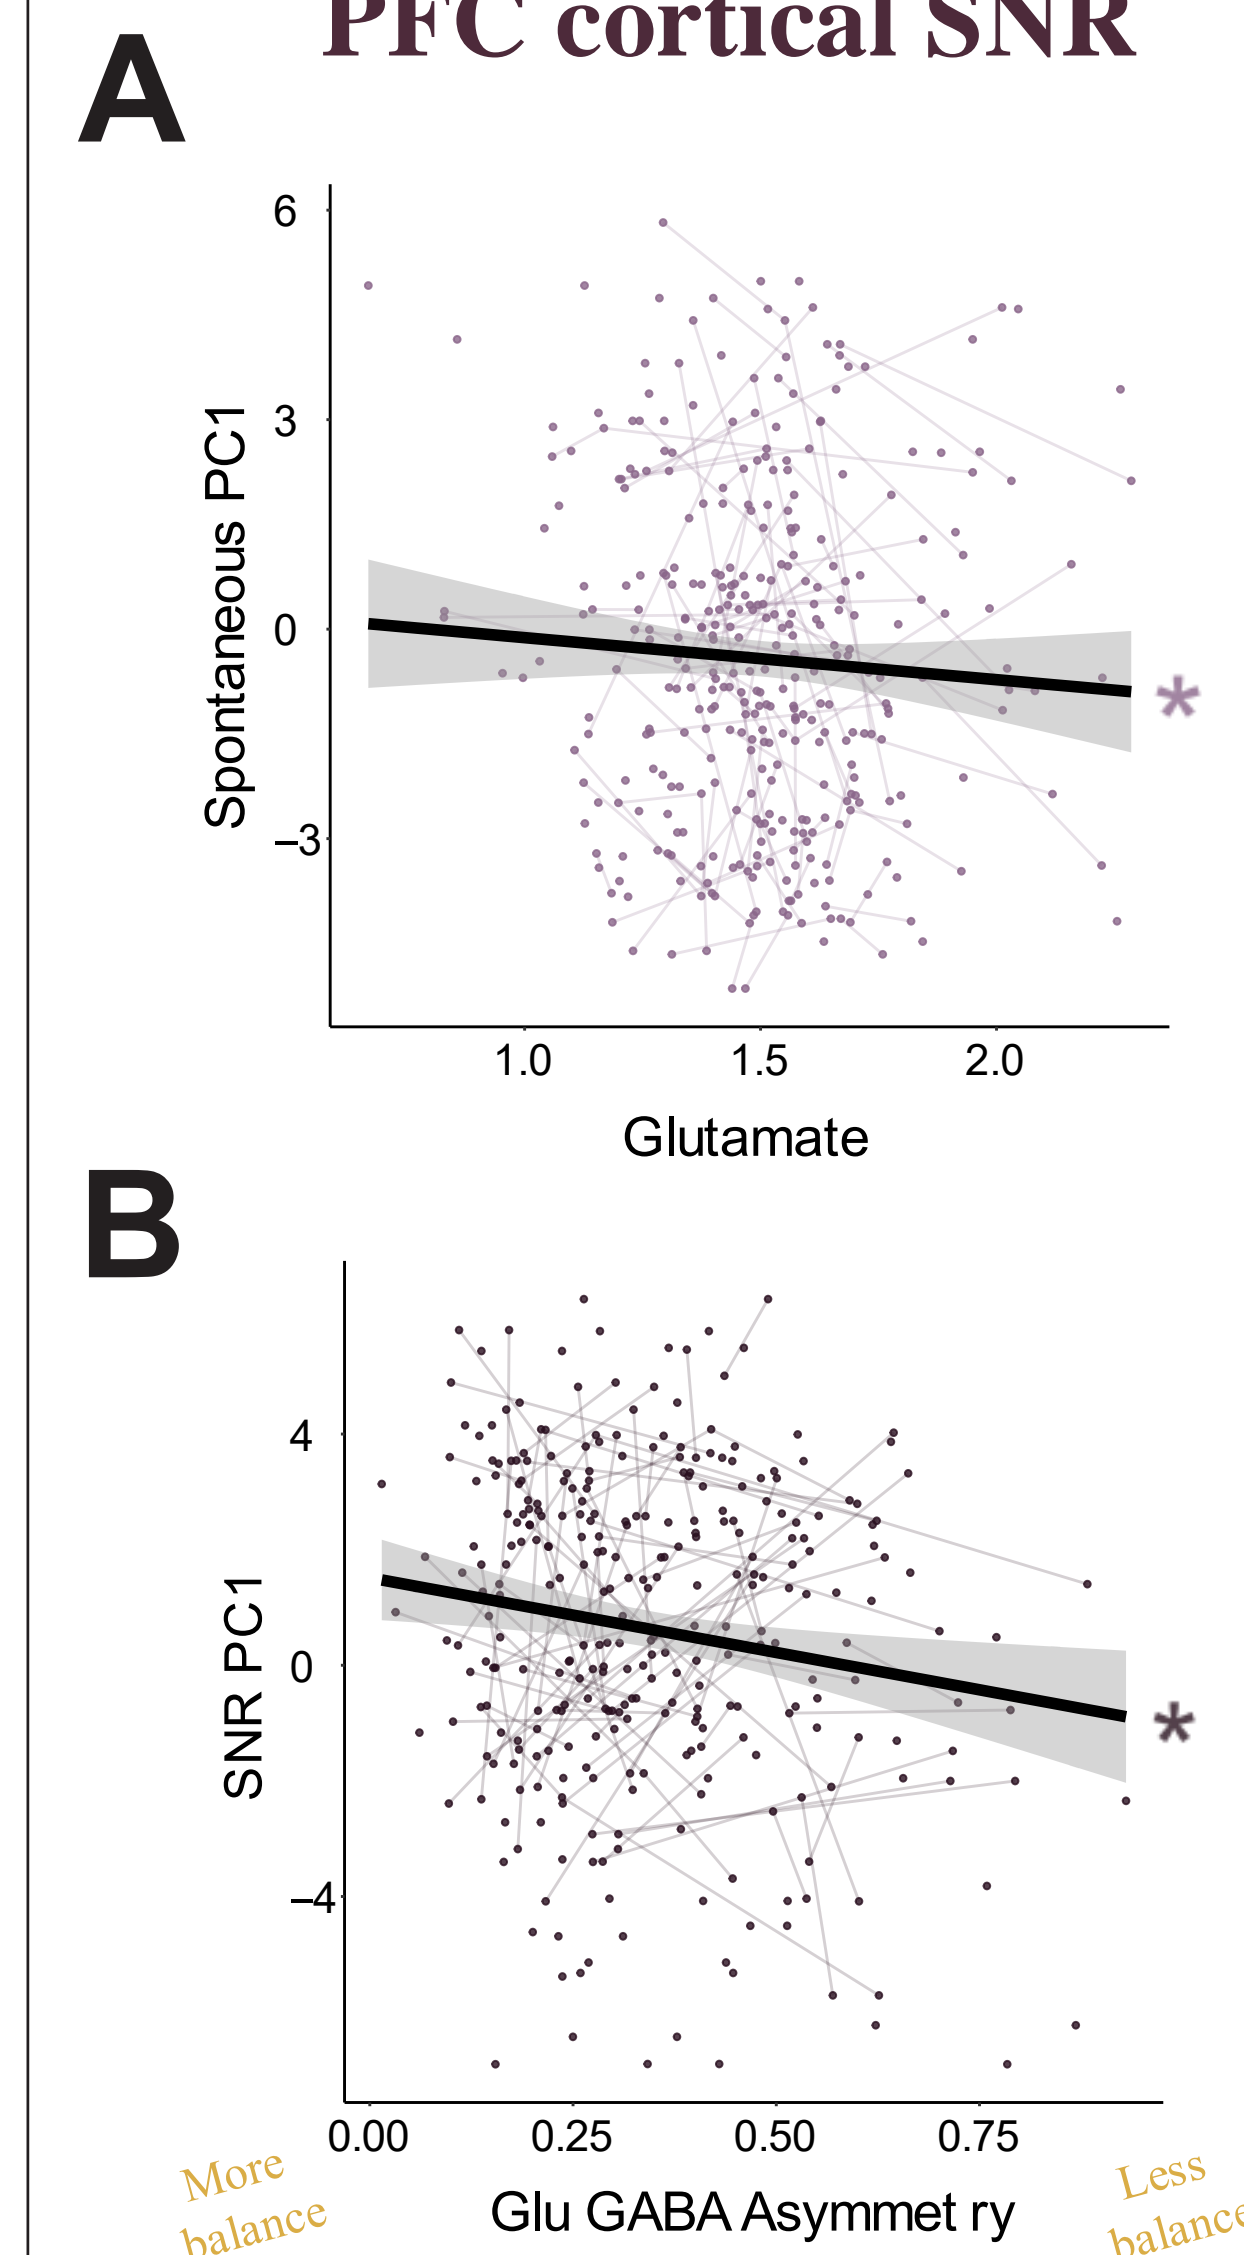 PFC cortical SNR
A
6
3
0
−3
Spontaneous PC1
*
1.0 1.5 2.0
Glutamate
B
4
0
−4
SNR PC1
*
0.00 0.25 0.50 0.75
More
balance
Glu GABA Asymmet ry
Less
balance